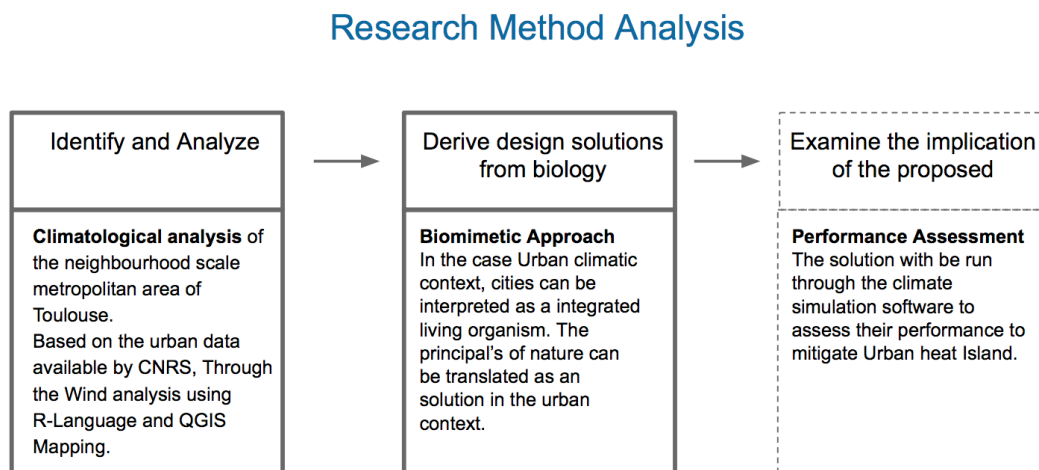 Research Method Analysis
Identify and Analyze
Climatological analysis of
the neighbourhood scale
metropolitan area of
Toulouse.
Based on the urban data
available by CNRS, Through
the Wind analysis using
R-Language and QGIS
Mapping.
Derive design solutions
from biology
Biomimetic Approach
In the case Urban climatic
context, cities can be
interpreted as a integrated
living organism. The
principal's of nature can
be translated as an
solution in the urban
context.
Examine the implication
of the proposed
Performance Assessment
The solution with be run
through the climate
simulation software to
assess their performance to
mitigate Urban heat Island.